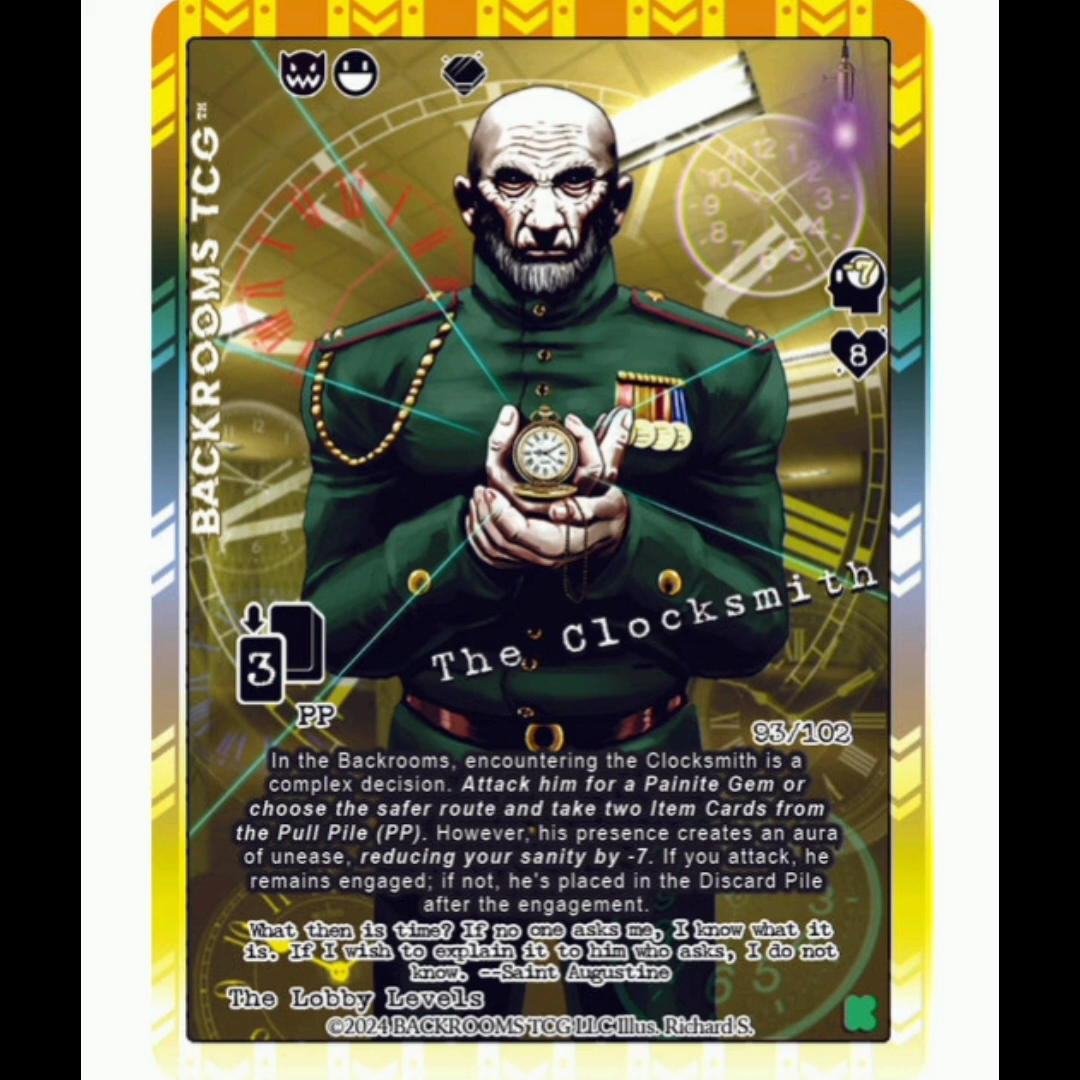 BACKROOMS TCG™
-7
8
The Clocksmith
3
PP
93/102
In the Backrooms, encountering the Clocksmith is a
complex decision. Attack him for a Painite Gem or
choose the safer route and take two Item Cards from
the Pull Pile (PP). However, his presence creates an aura
of unease, reducing your sanity by -7. If you attack, he
remains engaged; if not, he's placed in the Discard Pile
after the engagement.
What then is time? If no one asks me, I know what it
is. If I wish to explain it to him who asks, I do not
know. --Saint Augustine
The Lobby Levels
©2024 BACKROOMS TCG LLC Illus. Richard S.
K